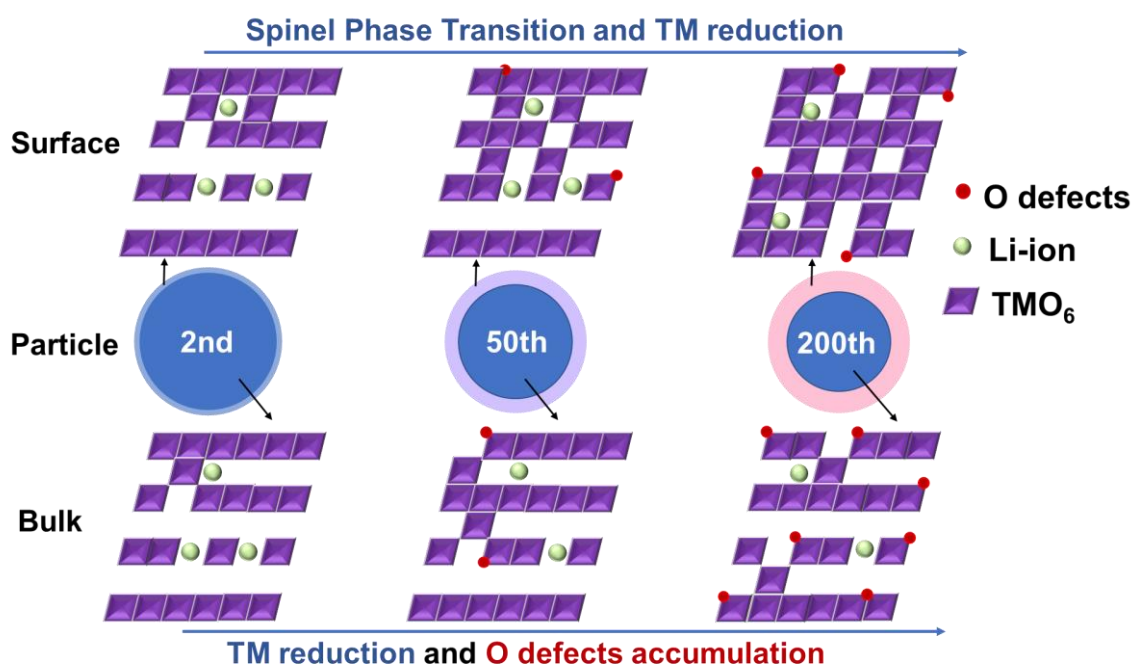 Spinel Phase Transition and TM reduction
Surface
O defects
Li-ion
TMO₆
Particle
2nd
50th
200th
Bulk
TM reduction and O defects accumulation